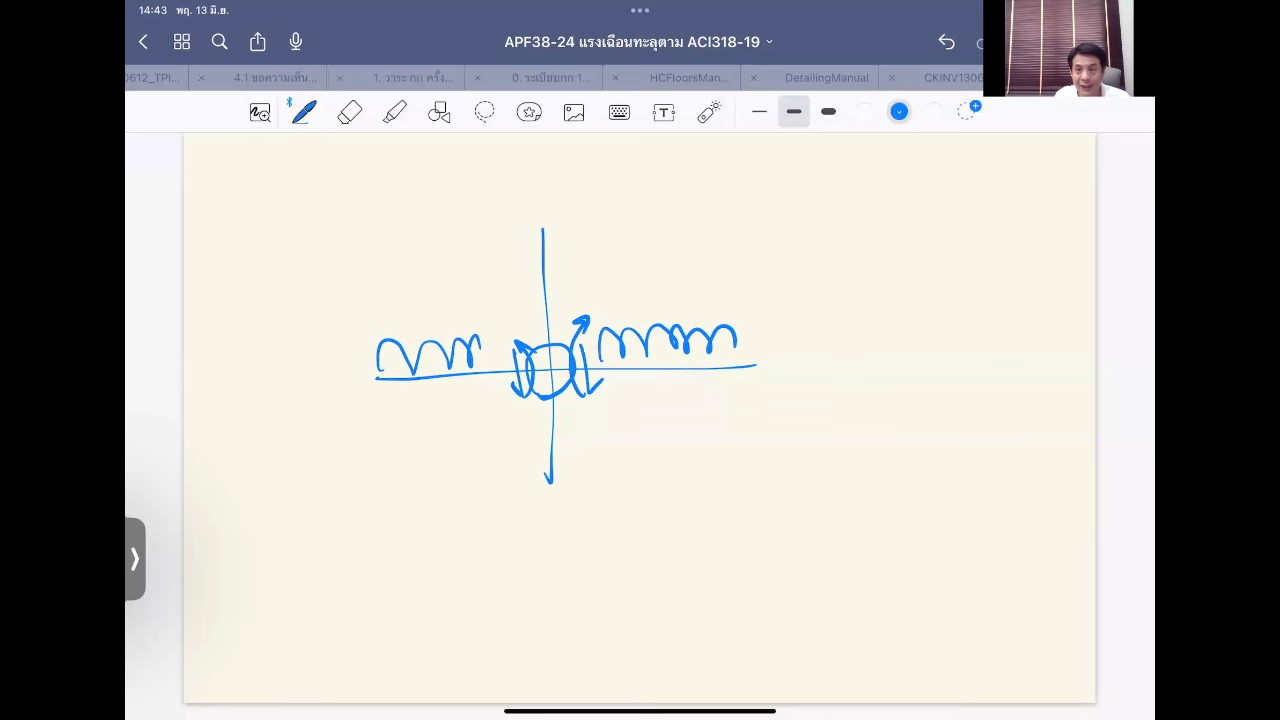 14:43 พฤ. 13 มิ.ย.
APF38-24 แรงเฉือนทะลุตาม ACI318-19
0612_TPI... 4.1 ขอความเห็น... 1. วาระ กก ครั้ง... 0. ระเบียบกก 1... HCFloorsMan... DetailingManual CKINV1306
T